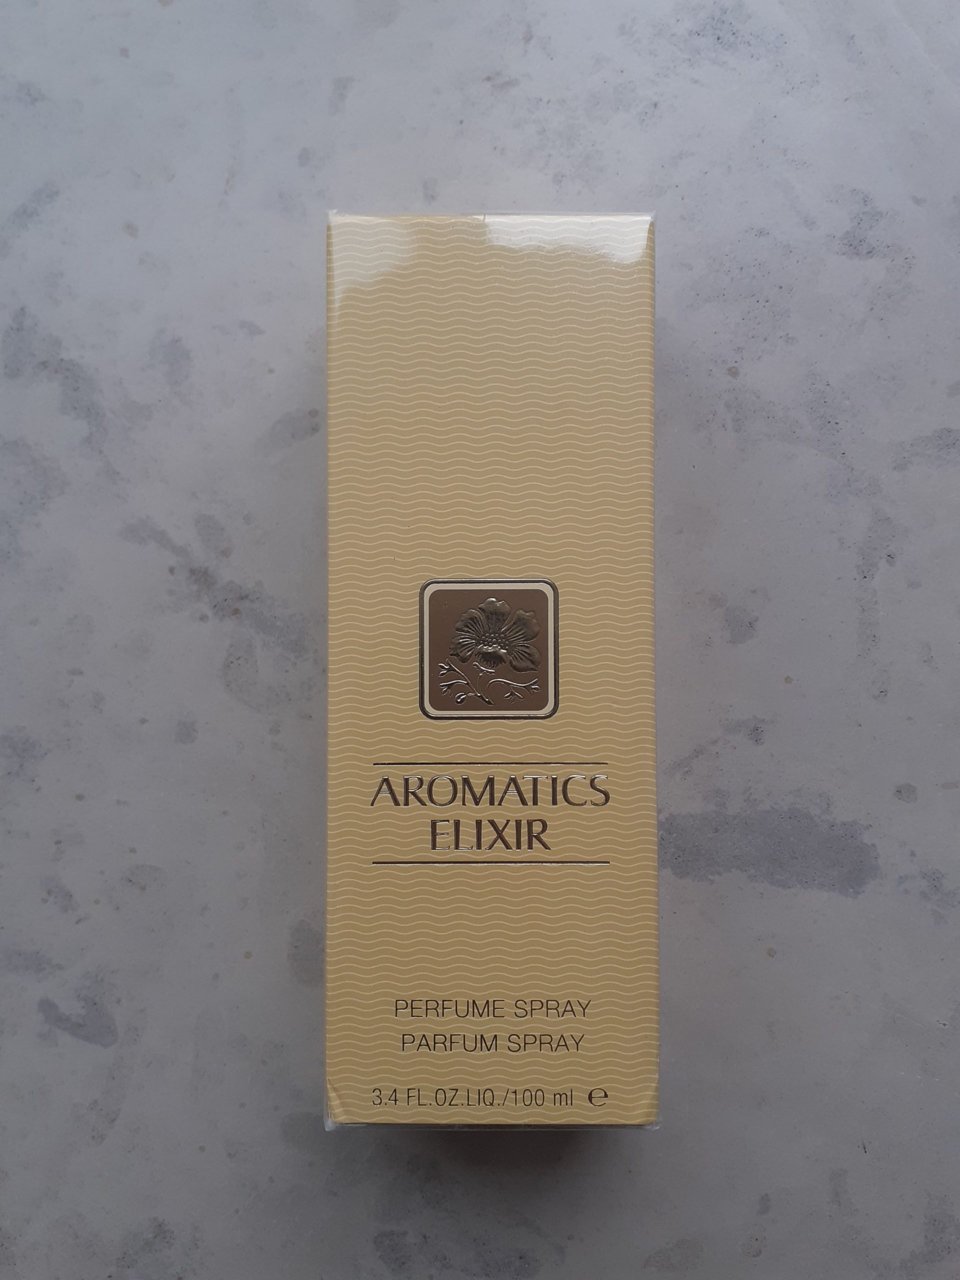 AROMATICS
ELIXIR
PERFUME SPRAY
PARFUM SPRAY
3.4 FL.OZ.LIQ./100 ml ℮